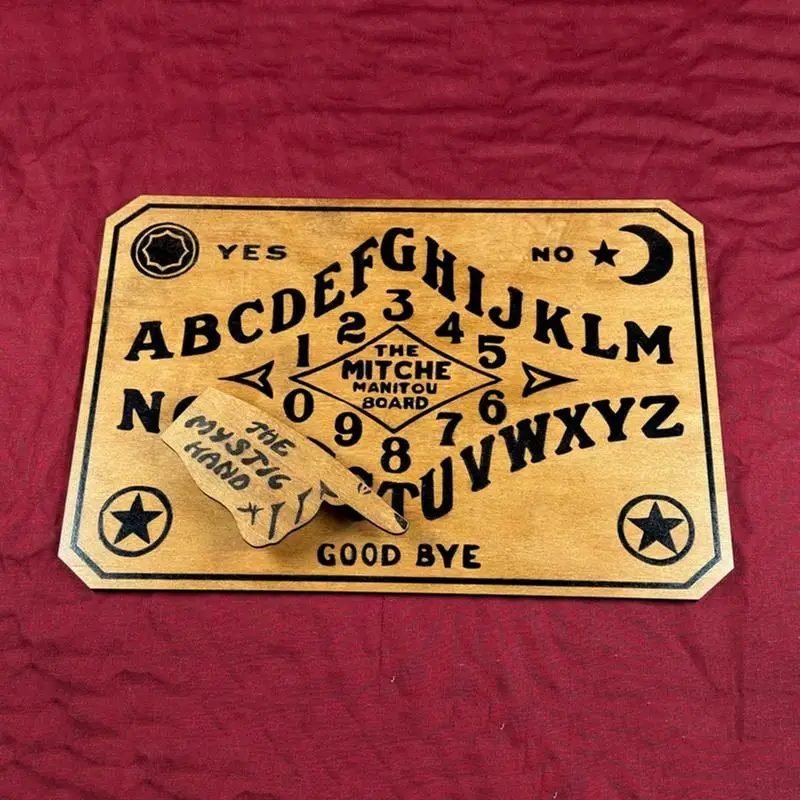 YES
NO
ABCDEFGHIJKLM
1 2 3 4 5
THE
MITCHE
MANITOU
BOARD
0 9 8 7 6
N
TUVWXYZ
THE
MYSTIC
HAND
GOOD BYE